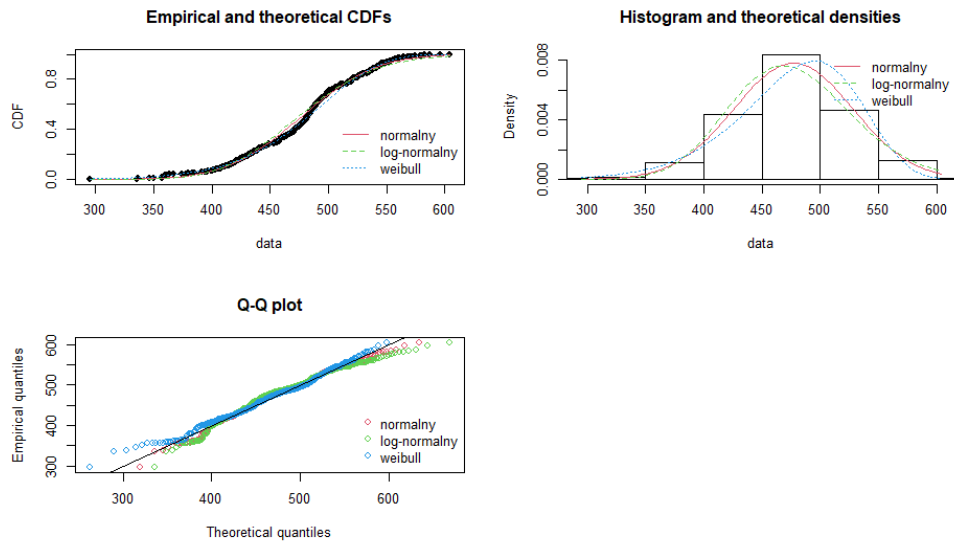 Empirical and theoretical CDFs
CDF
0.0 0.4 0.8
normalny
log-normalny
weibull
300 350 400 450 500 550 600
data
Histogram and theoretical densities
Density
0.000 0.004 0.008
normalny
log-normalny
weibull
300 350 400 450 500 550 600
data
Q-Q plot
Empirical quantiles
300 400 500 600
normalny
log-normalny
weibull
300 400 500 600
Theoretical quantiles